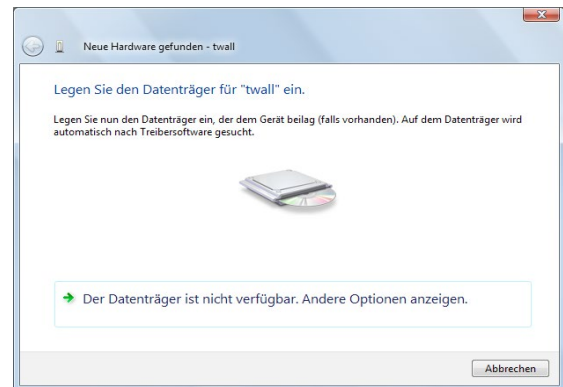 Neue Hardware gefunden - twall
Legen Sie den Datenträger für "twall" ein.
Legen Sie nun den Datenträger ein, der dem Gerät beilag (falls vorhanden). Auf dem Datenträger wird
automatisch nach Treibersoftware gesucht.
Der Datenträger ist nicht verfügbar. Andere Optionen anzeigen.
Abbrechen